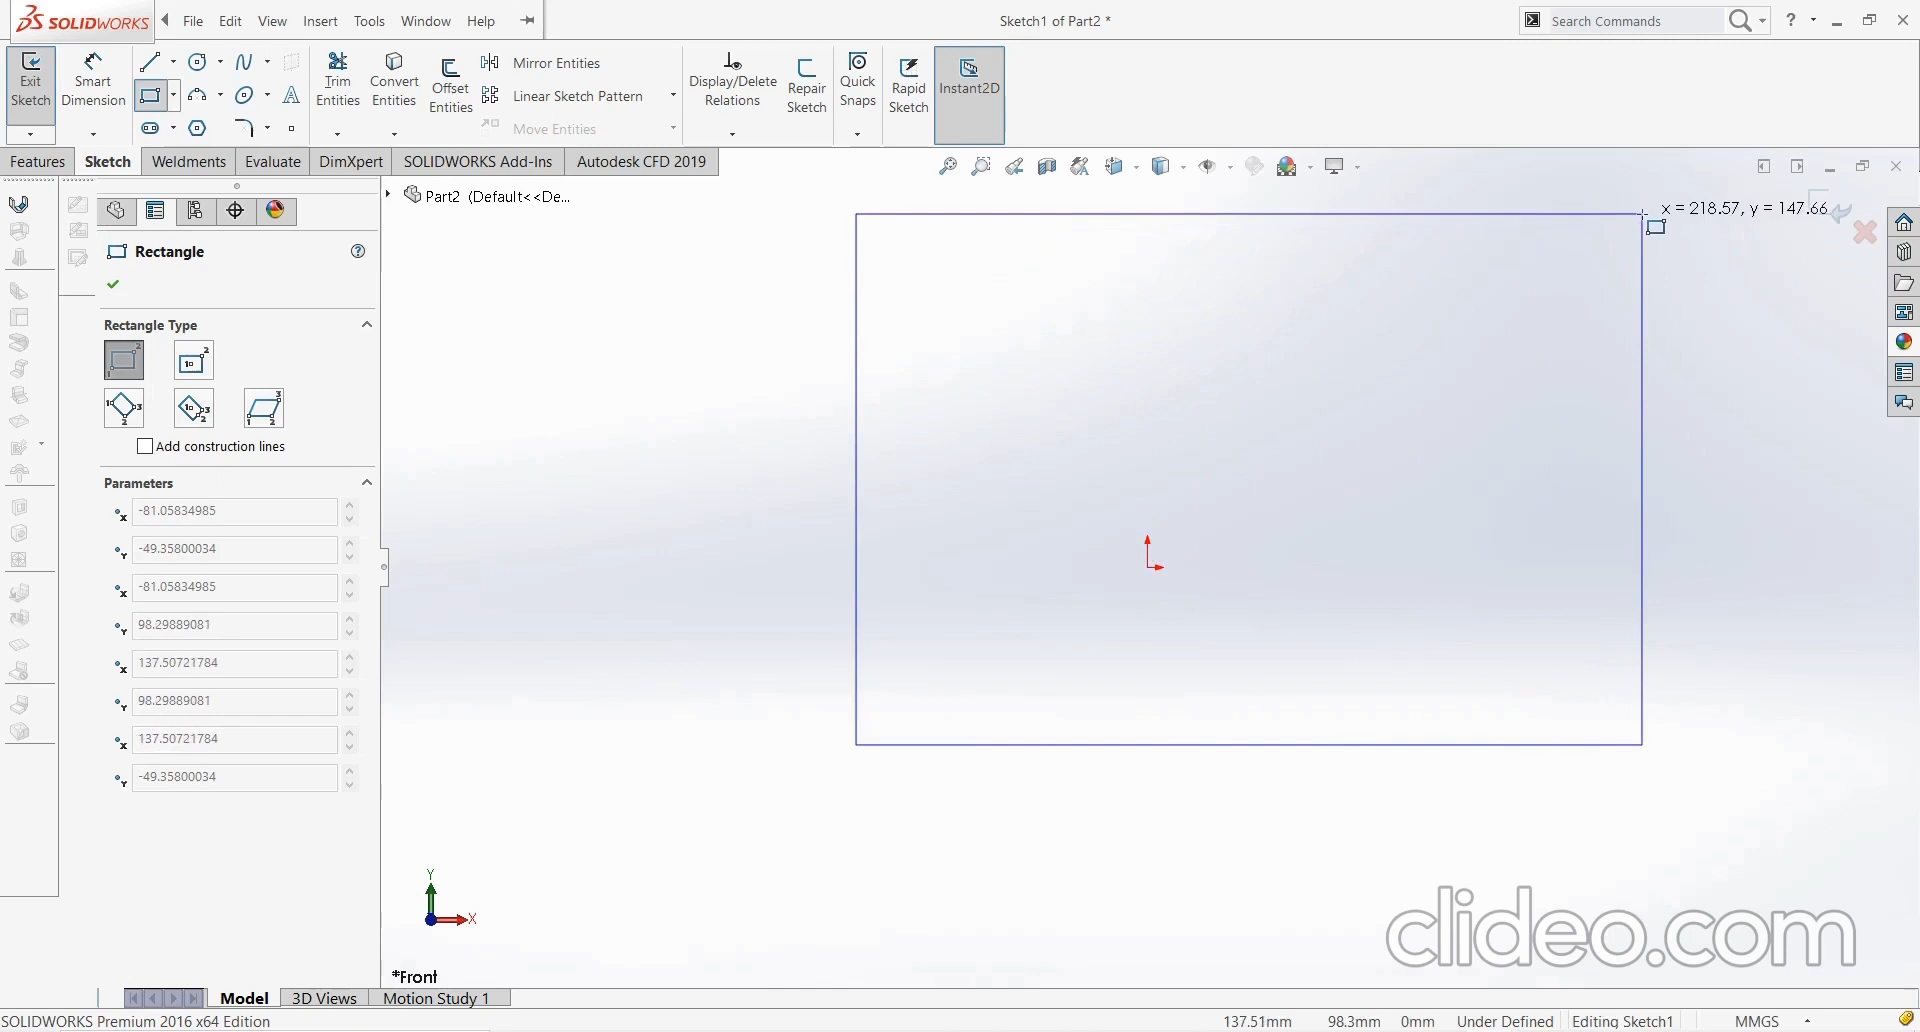 SOLIDWORKS File Edit View Insert Tools Window Help Sketch1 of Part2 * Search Commands ?
Exit Sketch
Smart Dimension
Trim Entities
Convert Entities
Offset Entities
Mirror Entities
Linear Sketch Pattern
Move Entities
Display/Delete Relations
Repair Sketch
Quick Snaps
Rapid Sketch
Instant2D
Features Sketch Weldments Evaluate DimXpert SOLIDWORKS Add-Ins Autodesk CFD 2019
Part2 (Default<<De...
x = 218.57, y = 147.66
Rectangle
Rectangle Type
Add construction lines
Parameters
x -81.05834985
Y -49.35800034
x -81.05834985
Y 98.29889081
x 137.50721784
Y 98.29889081
x 137.50721784
Y -49.35800034
Y
X
*Front
clideo.com
Model 3D Views Motion Study 1
SOLIDWORKS Premium 2016 x64 Edition 137.51mm 98.3mm 0mm Under Defined Editing Sketch1 MMGS